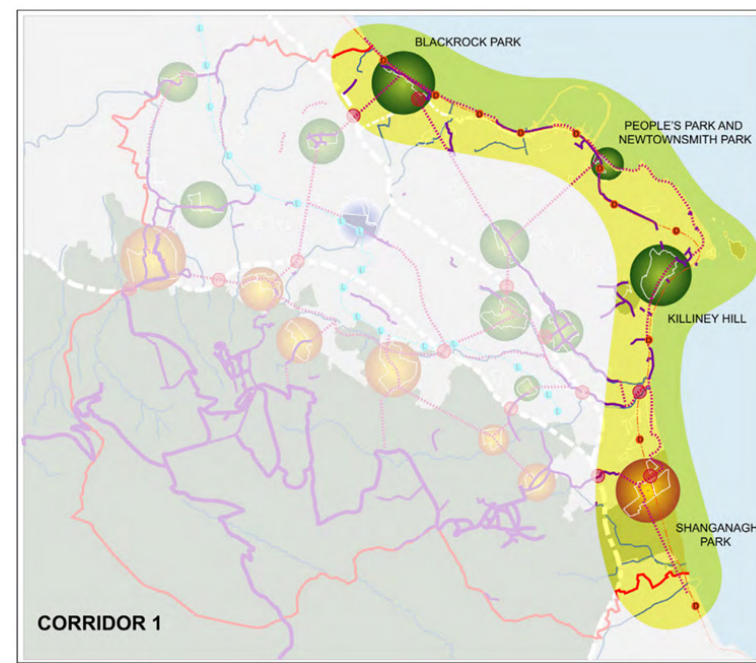 BLACKROCK PARK
PEOPLE'S PARK AND
NEWTOWNSMITH PARK
KILLINEY HILL
SHANGANAGH
PARK
CORRIDOR 1